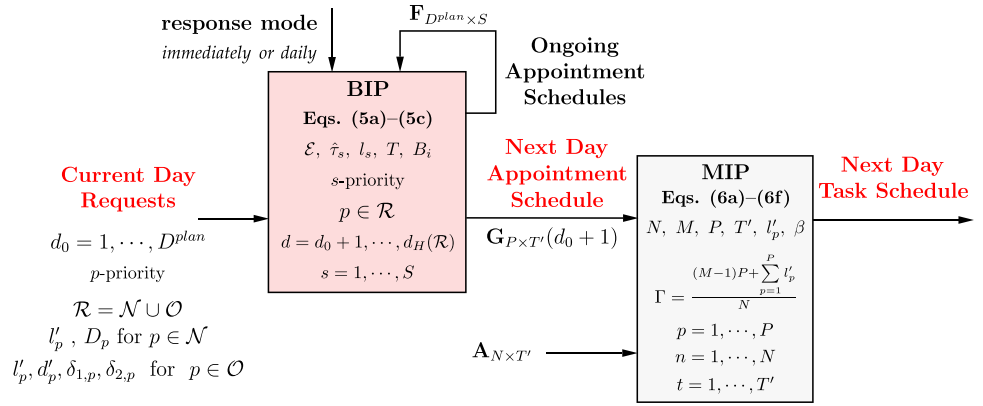 response mode
immediately or daily
F_{D^{plan}×S}
Ongoing
Appointment
Schedules
BIP
Eqs. (5a)–(5c)
ℰ, τ̂_s, l_s, T, B_i
s-priority
p ∈ ℛ
d = d_0 + 1, ⋯, d_H(ℛ)
s = 1, ⋯, S
Current Day
Requests
d_0 = 1, ⋯, D^{plan}
p-priority
ℛ = 𝒩 ∪ 𝒪
l'_p , D_p for p ∈ 𝒩
l'_p, d'_p, δ_{1,p}, δ_{2,p} for p ∈ 𝒪
Next Day
Appointment
Schedule
G_{P×T'}(d_0 + 1)
A_{N×T'}
MIP
Eqs. (6a)–(6f)
N, M, P, T', l'_p, β
Γ = \frac{(M−1)P+\sum_{p=1}^{P} l'_p}{N}
p = 1, ⋯, P
n = 1, ⋯, N
t = 1, ⋯, T'
Next Day
Task Schedule